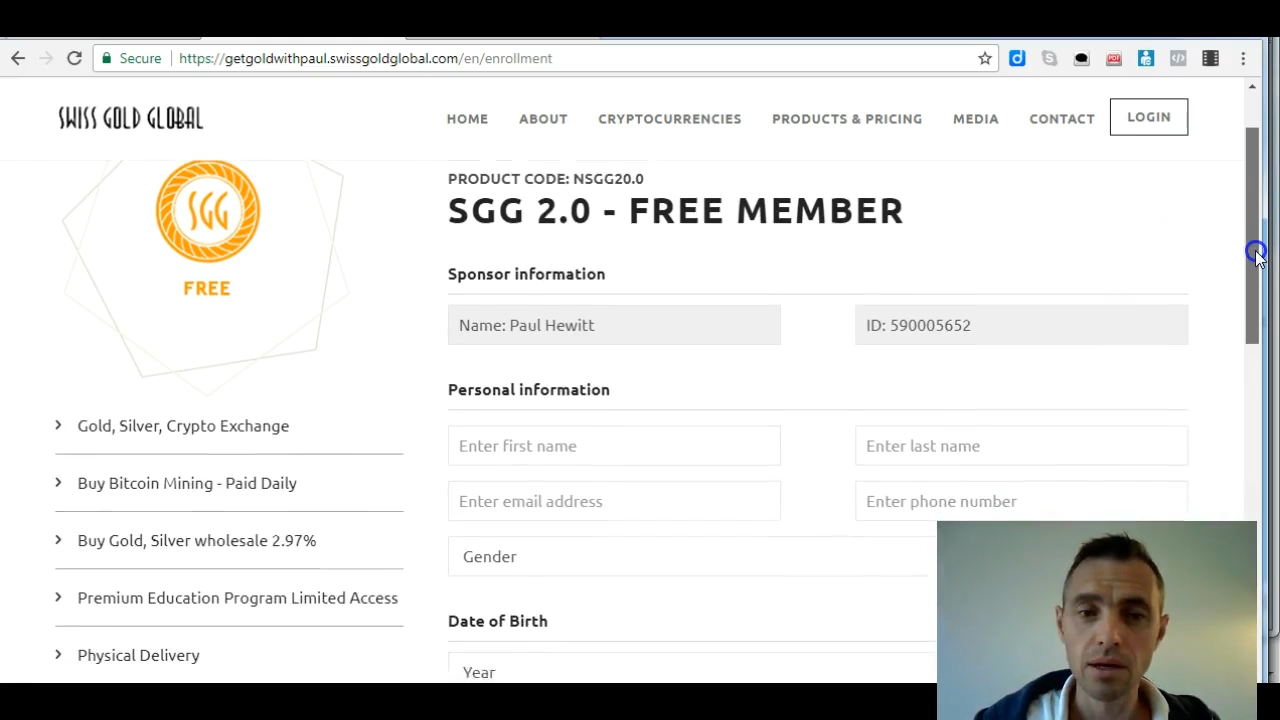 Secure https://getgoldwithpaul.swissgoldglobal.com/en/enrollment
SWISS GOLD GLOBAL
HOME ABOUT CRYPTOCURRENCIES PRODUCTS & PRICING MEDIA CONTACT LOGIN
SGG
FREE
PRODUCT CODE: NSGG20.0
SGG 2.0 - FREE MEMBER
Sponsor information
Name: Paul Hewitt ID: 590005652
Personal information
Enter first name Enter last name
Enter email address Enter phone number
Gender
Date of Birth
Year
Gold, Silver, Crypto Exchange
Buy Bitcoin Mining - Paid Daily
Buy Gold, Silver wholesale 2.97%
Premium Education Program Limited Access
Physical Delivery